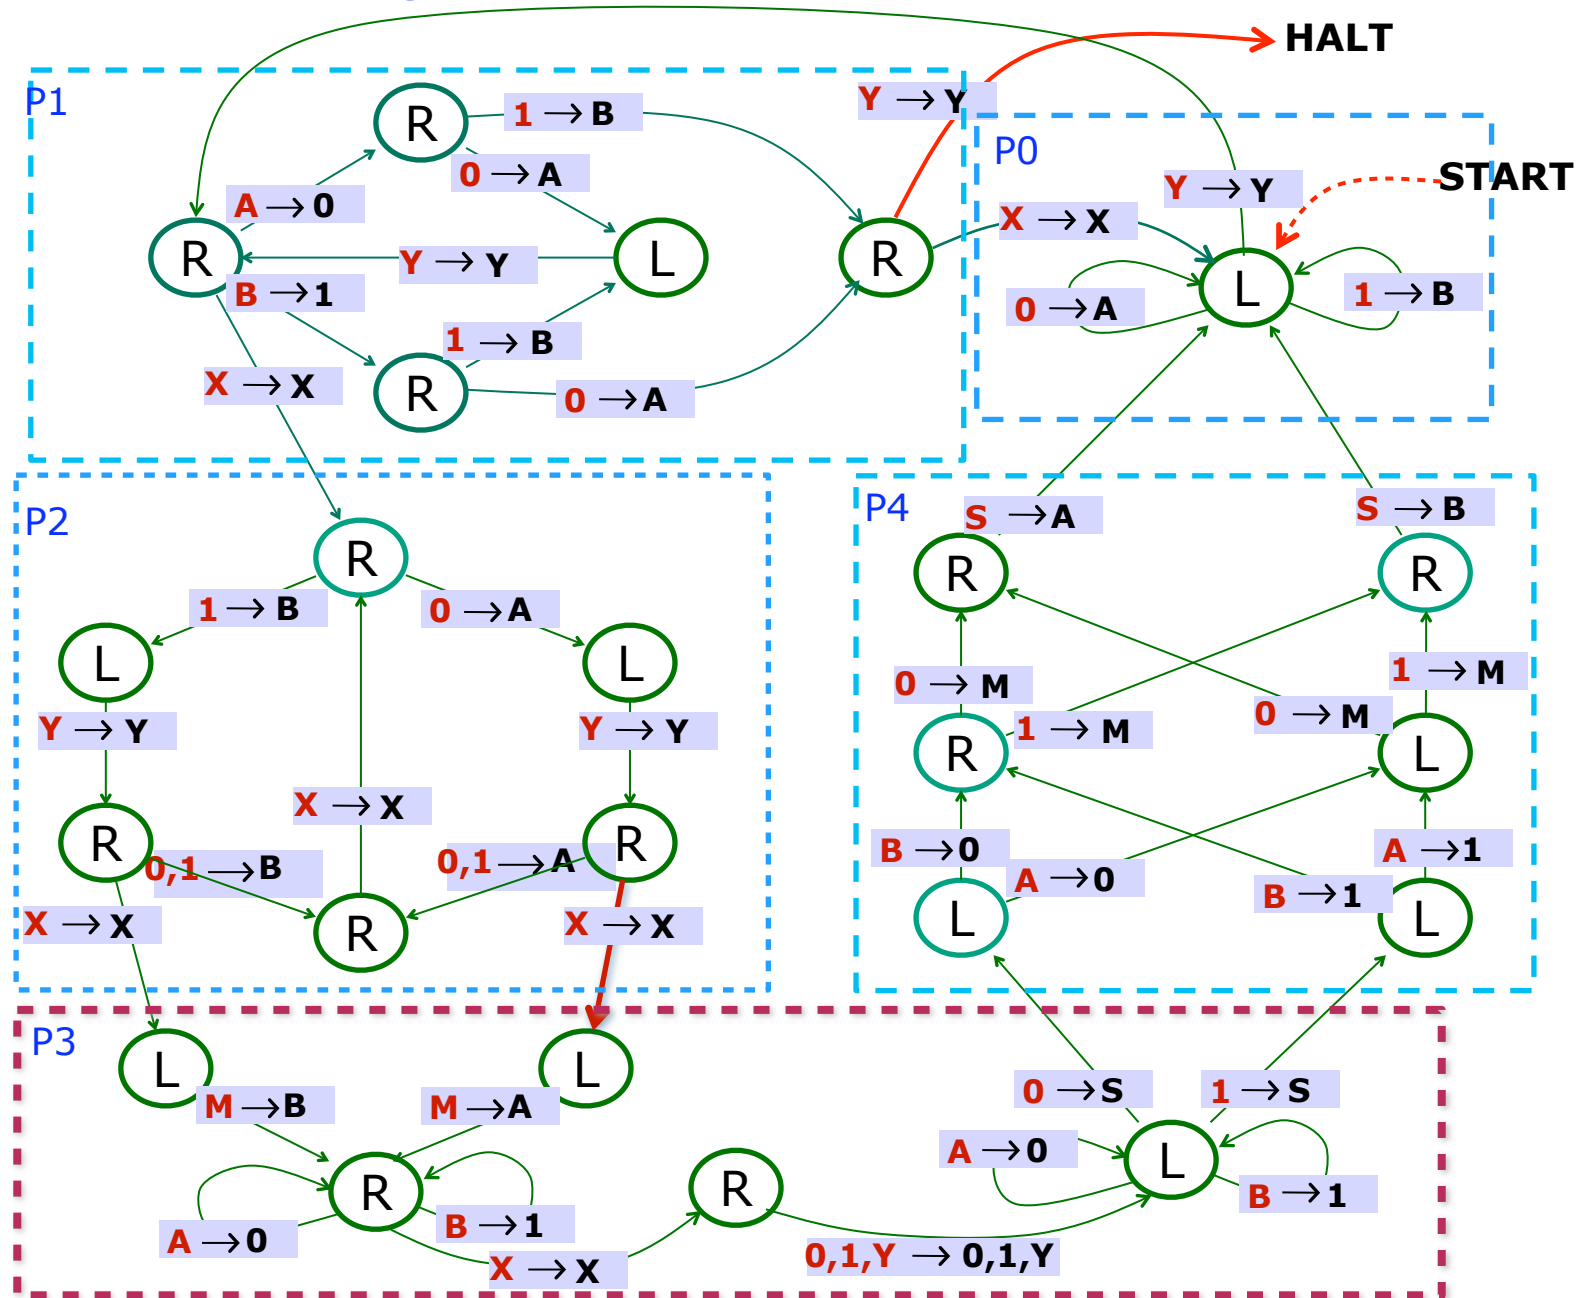 HALT
P1
R
1 → B
Y → Y
P0
0 → A
Y → Y
START
A → 0
X → X
R
Y → Y
L
R
B → 1
L
0 → A
1 → B
1 → B
X → X
R
0 → A
P2
P4
S → A
S → B
R
R
R
1 → B
0 → A
L
L
0 → M
1 → M
Y → Y
Y → Y
1 → M
0 → M
R
L
X → X
R
R
B → 0
A → 1
0,1 → B
0,1 → A
A → 0
B → 1
X → X
R
X → X
L
L
P3
L
L
0 → S
1 → S
M → B
M → A
A → 0
L
R
R
B → 1
A → 0
B → 1
X → X
0,1,Y → 0,1,Y